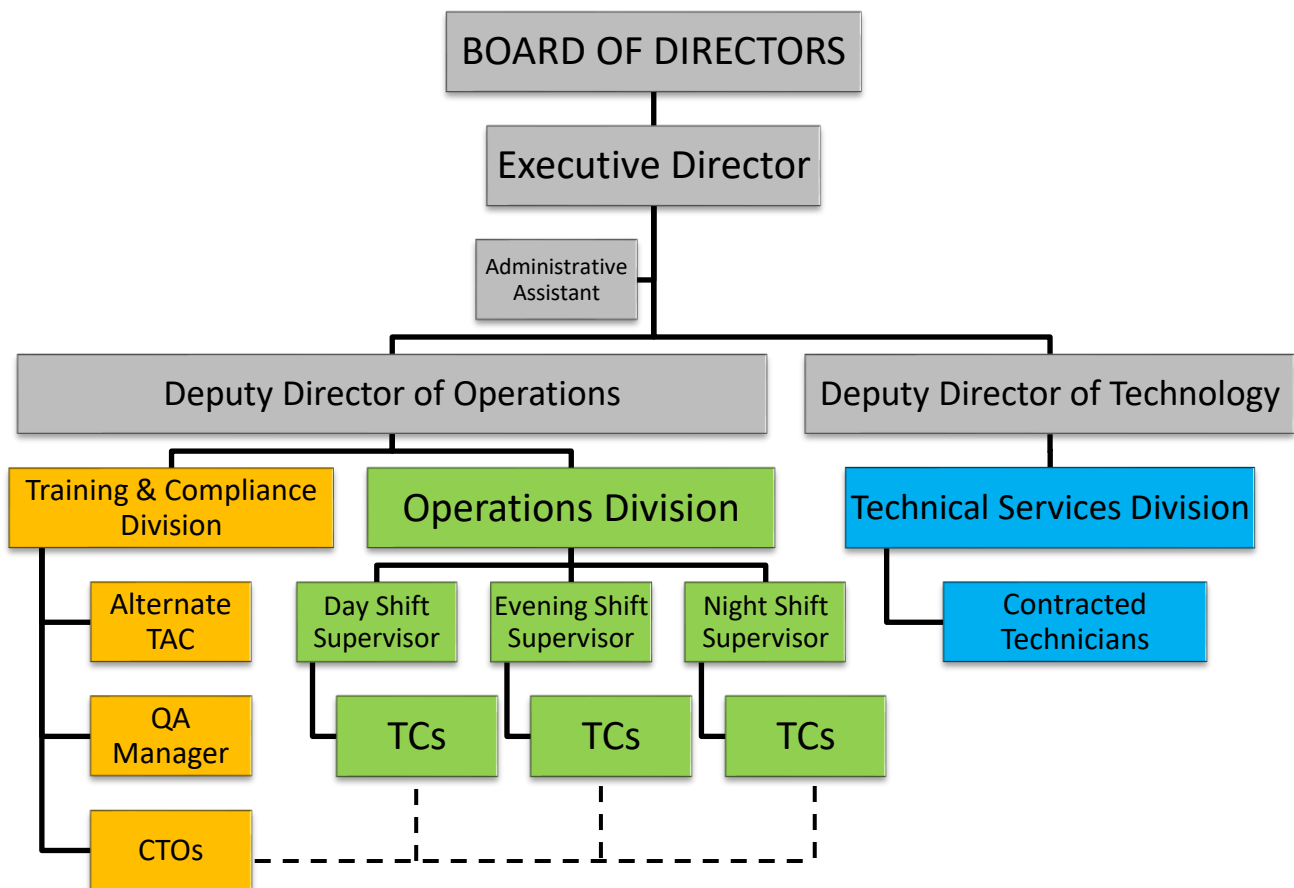 BOARD OF DIRECTORS
Executive Director
Administrative
Assistant
Deputy Director of Operations
Deputy Director of Technology
Training & Compliance
Division
Operations Division
Technical Services Division
Alternate
TAC
Day Shift
Supervisor
Evening Shift
Supervisor
Night Shift
Supervisor
Contracted
Technicians
QA
Manager
TCs
TCs
TCs
CTOs